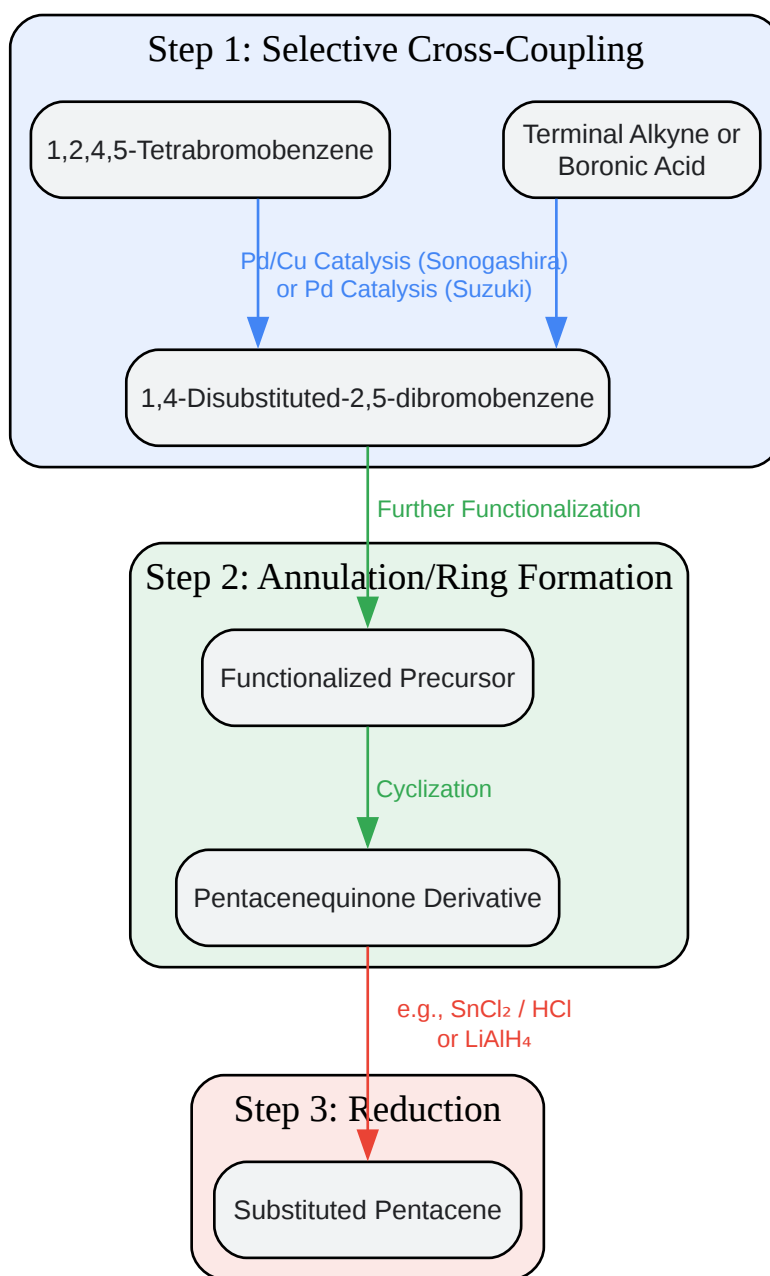 Step 1: Selective Cross-Coupling
1,2,4,5-Tetrabromobenzene
Terminal Alkyne or
Boronic Acid
Pd/Cu Catalysis (Sonogashira)
or Pd Catalysis (Suzuki)
1,4-Disubstituted-2,5-dibromobenzene
Further Functionalization
Step 2: Annulation/Ring Formation
Functionalized Precursor
Cyclization
Pentacenequinone Derivative
e.g., SnCl₂ / HCl
or LiAlH₄
Step 3: Reduction
Substituted Pentacene